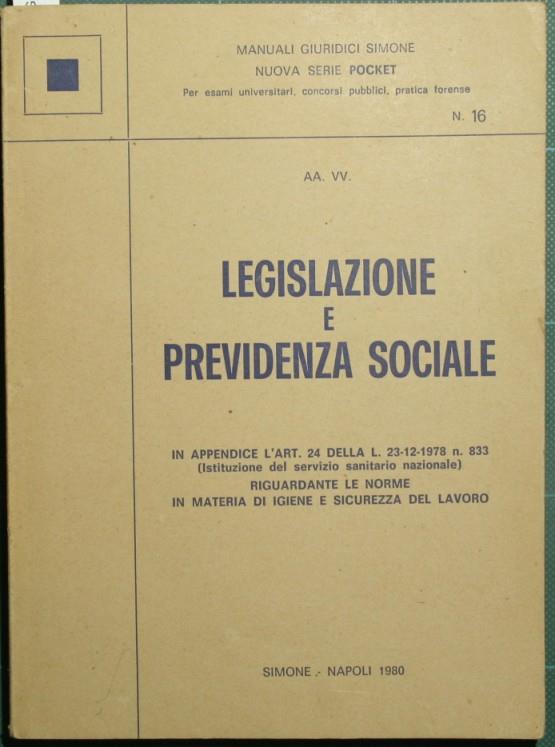 MANUALI GIURIDICI SIMONE
NUOVA SERIE POCKET
Per esami universitari, concorsi pubblici, pratica forense
N. 16
AA. VV.
LEGISLAZIONE
E
PREVIDENZA SOCIALE
IN APPENDICE L'ART. 24 DELLA L. 23-12-1978 n. 833
(Istituzione del servizio sanitario nazionale)
RIGUARDANTE LE NORME
IN MATERIA DI IGIENE E SICUREZZA DEL LAVORO
SIMONE - NAPOLI 1980